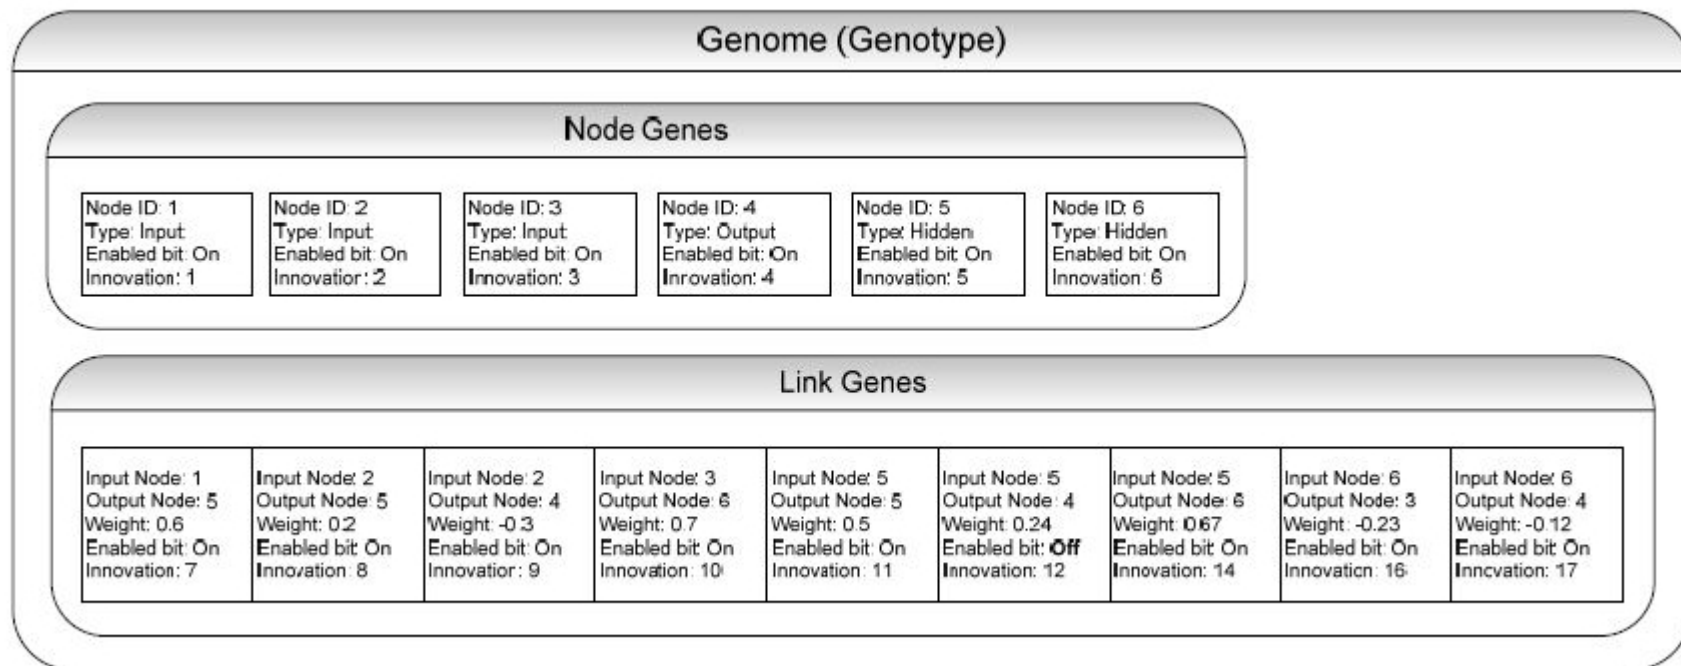 Genome (Genotype)
Node Genes
Node ID: 1
Type: Input
Enabled bit: On
Innovation: 1
Node ID: 2
Type: Input
Enabled bit: On
Innovation: 2
Node ID: 3
Type: Input
Enabled bit: On
Innovation: 3
Node ID: 4
Type: Output
Enabled bit: On
Innovation: 4
Node ID: 5
Type: Hidden
Enabled bit: On
Innovation: 5
Node ID: 6
Type: Hidden
Enabled bit: On
Innovation: 6
Link Genes
Input Node: 1
Output Node: 5
Weight: 0.6
Enabled bit: On
Innovation: 7
Input Node: 2
Output Node: 5
Weight: 0.2
Enabled bit: On
Innovation: 8
Input Node: 2
Output Node: 4
Weight: -0.3
Enabled bit: On
Innovation: 9
Input Node: 3
Output Node: 6
Weight: 0.7
Enabled bit: On
Innovation: 10
Input Node: 5
Output Node: 5
Weight: 0.5
Enabled bit: On
Innovation: 11
Input Node: 5
Output Node: 4
Weight: 0.24
Enabled bit: Off
Innovation: 12
Input Node: 5
Output Node: 6
Weight: 0.67
Enabled bit: On
Innovation: 14
Input Node: 6
Output Node: 3
Weight: -0.23
Enabled bit: On
Innovation: 16
Input Node: 6
Output Node: 4
Weight: -0.12
Enabled bit: On
Innovation: 17